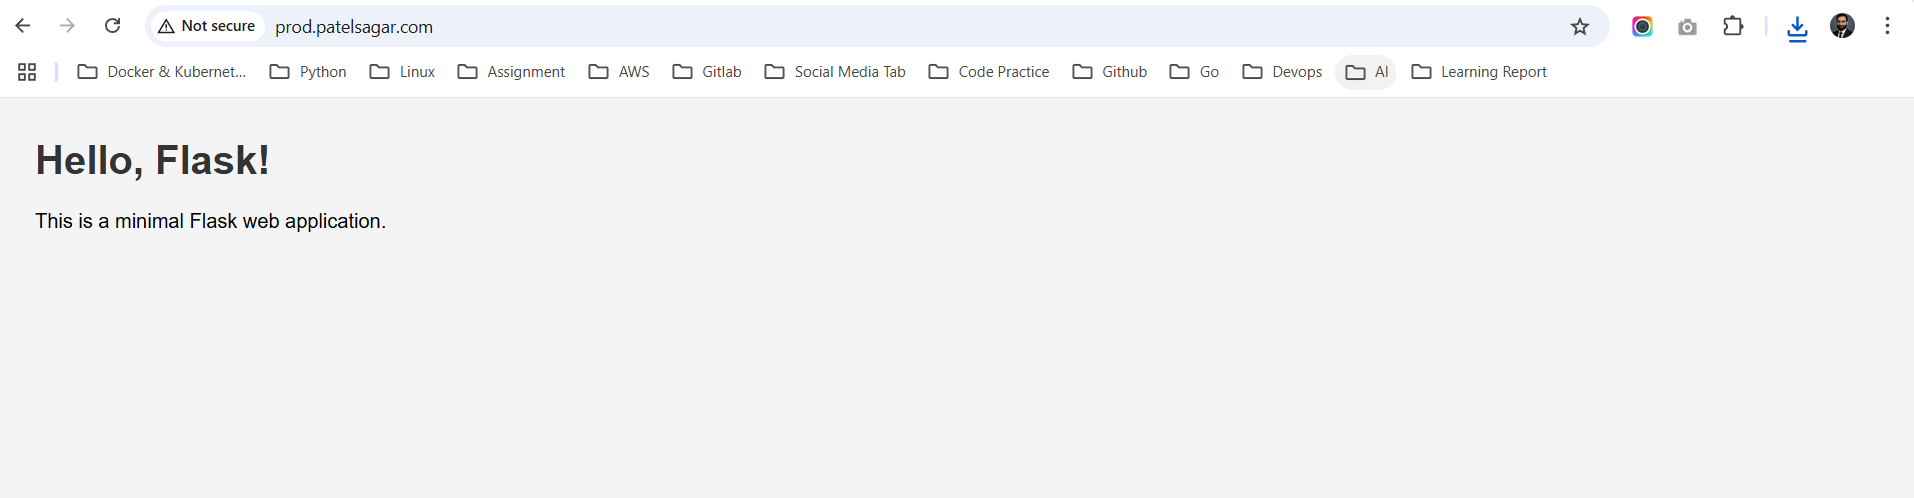 Not secure prod.patelsagar.com
Docker & Kubernet... Python Linux Assignment AWS Gitlab Social Media Tab Code Practice Github Go Devops AI Learning Report
Hello, Flask!
This is a minimal Flask web application.